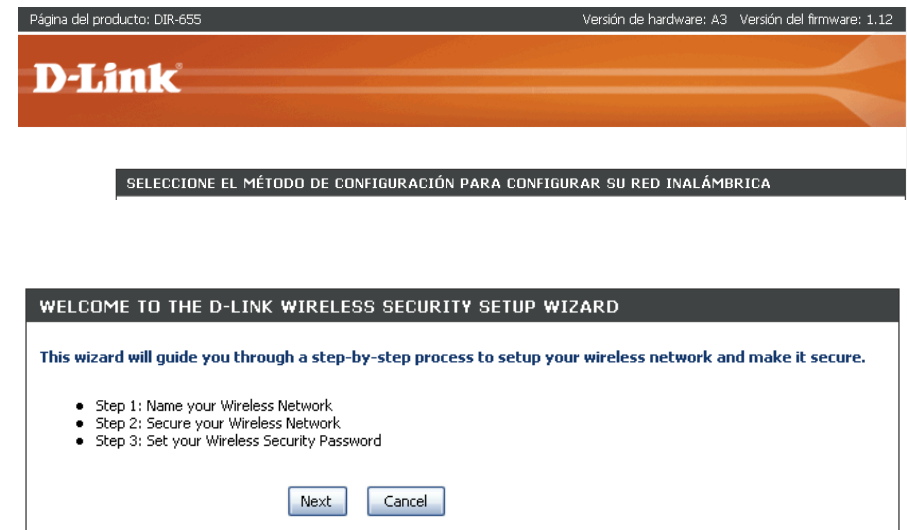 Página del producto: DIR-655 Versión de hardware: A3 Versión del firmware: 1.12
D-Link
SELECCIONE EL MÉTODO DE CONFIGURACIÓN PARA CONFIGURAR SU RED INALÁMBRICA
WELCOME TO THE D-LINK WIRELESS SECURITY SETUP WIZARD
This wizard will guide you through a step-by-step process to setup your wireless network and make it secure.
• Step 1: Name your Wireless Network
• Step 2: Secure your Wireless Network
• Step 3: Set your Wireless Security Password
Next Cancel